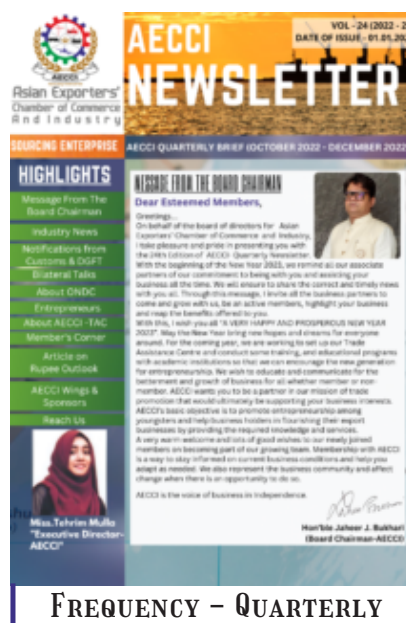 AECCI
Asian Exporters'
Chamber of Commerce
And Industry
AECCI
NEWSLETTER
VOL - 24 (2022 - 2
DATE OF ISSUE - 01.01.202
SOURCING ENTERPRISE
AECCI QUARTERLY BRIEF (OCTOBER 2022 - DECEMBER 2022
HIGHLIGHTS
Message From The
Board Chairman
Industry News
Notifications from
Customs & DGFT
Bilateral Talks
About ONDC
Entrepreneurs
About AECCI -TAC
Member's Corner
Article on
Rupee Outlook
AECCI Wings &
Sponsors
Reach Us
Miss.Tehrim Mulla
"Executive Director-
AECCI"
MESSAGE FROM THE BOARD CHAIRMAN
Dear Esteemed Members,
Greetings...
On behalf of the board of directors for Asian
Exporters' Chamber of Commerce and Industry,
I take pleasure and pride in presenting you with
the 24th Edition of AECCI Quarterly Newsletter.
With the beginning of the New Year 2023, we remind all our associate
partners of our commitment to being with you and assisting your
business all the time. We will ensure to share the correct and timely news
with you all. Through this message, I invite all the business partners to
come and grow with us, be an active members, highlight your business
and reap the benefits offered to you.
With this, I wish you all "A VERY HAPPY AND PROSPEROUS NEW YEAR
2023". May the New Year bring new hopes and dreams for everyone
around. For the coming year, we are working to set up our Trade
Assistance Centre and conduct some training, and educational programs
with academic institutions so that we can encourage the new generation
for entrepreneurship. We wish to educate and communicate for the
betterment and growth of business for all whether member or non-
member. AECCI wants you to be a partner in our mission of trade
promotion that would ultimately be supporting your business interests.
AECCI's basic objective is to promote entrepreneurship among
youngsters and help business holders in flourishing their export
businesses by providing the required knowledge and services.
A very warm welcome and lots of good wishes to our newly joined
members on becoming part of our growing team. Membership with AECCI
is a way to stay informed on current business conditions and help you
adapt as needed. We also represent the business community and affect
change when there is an opportunity to do so.
AECCI is the voice of business in Independence.
Hon'ble Jaheer J. Bukhari
(Board Chairman-AECCI)
Frequency – Quarterly